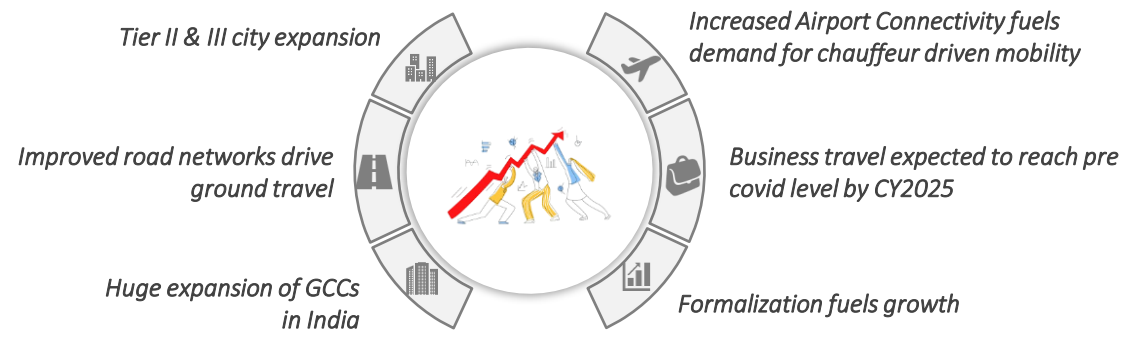 Tier II & III city expansion
Improved road networks drive
ground travel
Huge expansion of GCCs
in India
Increased Airport Connectivity fuels
demand for chauffeur driven mobility
Business travel expected to reach pre
covid level by CY2025
Formalization fuels growth